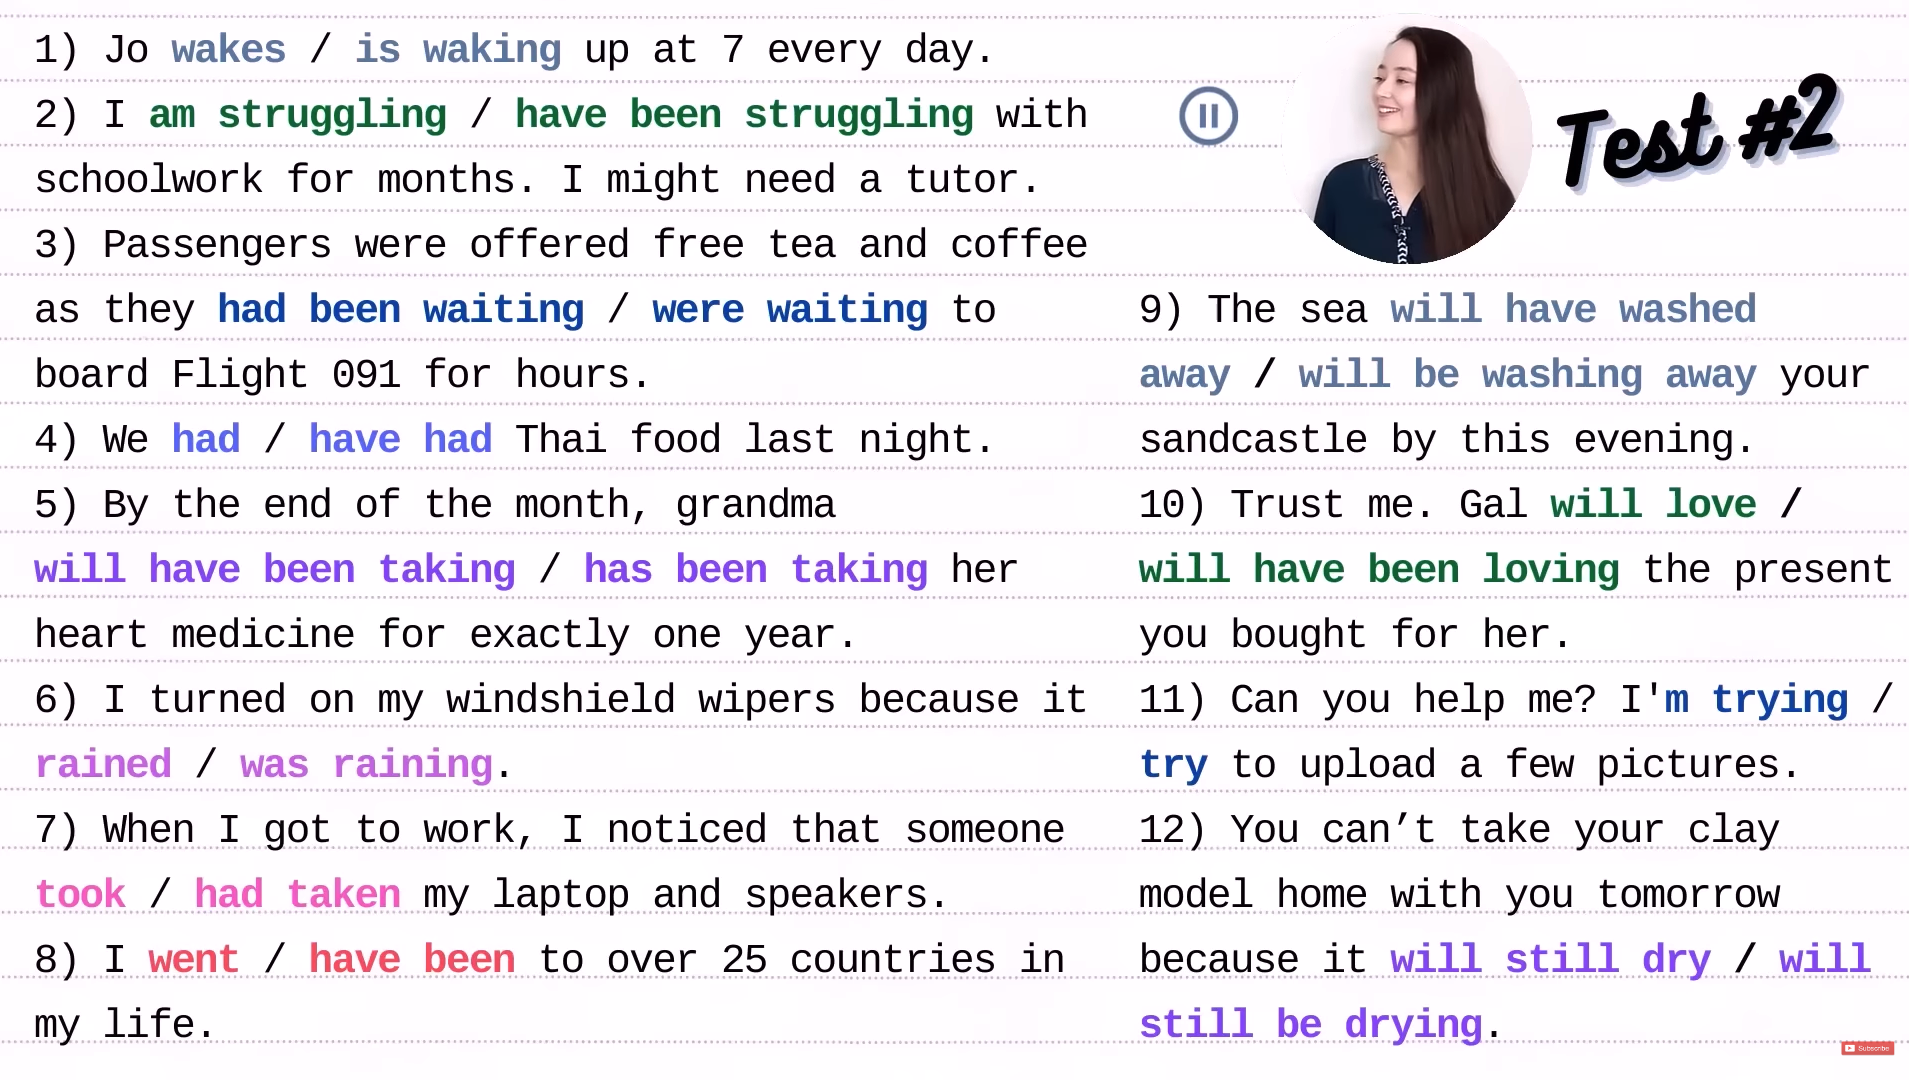 1) Jo wakes / is waking up at 7 every day.
2) I am struggling / have been struggling with
schoolwork for months. I might need a tutor.
3) Passengers were offered free tea and coffee
as they had been waiting / were waiting to
board Flight 091 for hours.
4) We had / have had Thai food last night.
5) By the end of the month, grandma
will have been taking / has been taking her
heart medicine for exactly one year.
6) I turned on my windshield wipers because it
rained / was raining.
7) When I got to work, I noticed that someone
took / had taken my laptop and speakers.
8) I went / have been to over 25 countries in
my life.
Test #2
9) The sea will have washed
away / will be washing away your
sandcastle by this evening.
10) Trust me. Gal will love /
will have been loving the present
you bought for her.
11) Can you help me? I'm trying /
try to upload a few pictures.
12) You can’t take your clay
model home with you tomorrow
because it will still dry / will
still be drying.
Subscribe